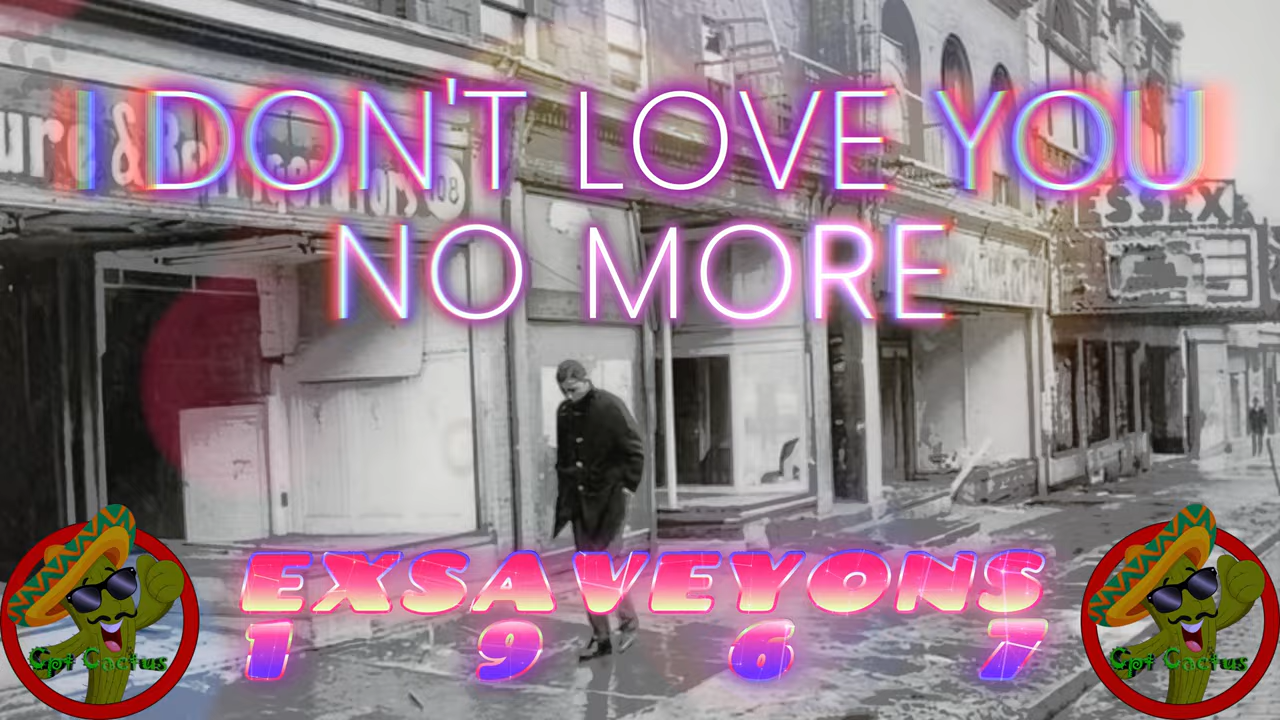 I DON'T LOVE YOU
NO MORE
ESSEX
EXSAVEYONS
1 9 6 7
Cpt Cactus
Cpt Cactus